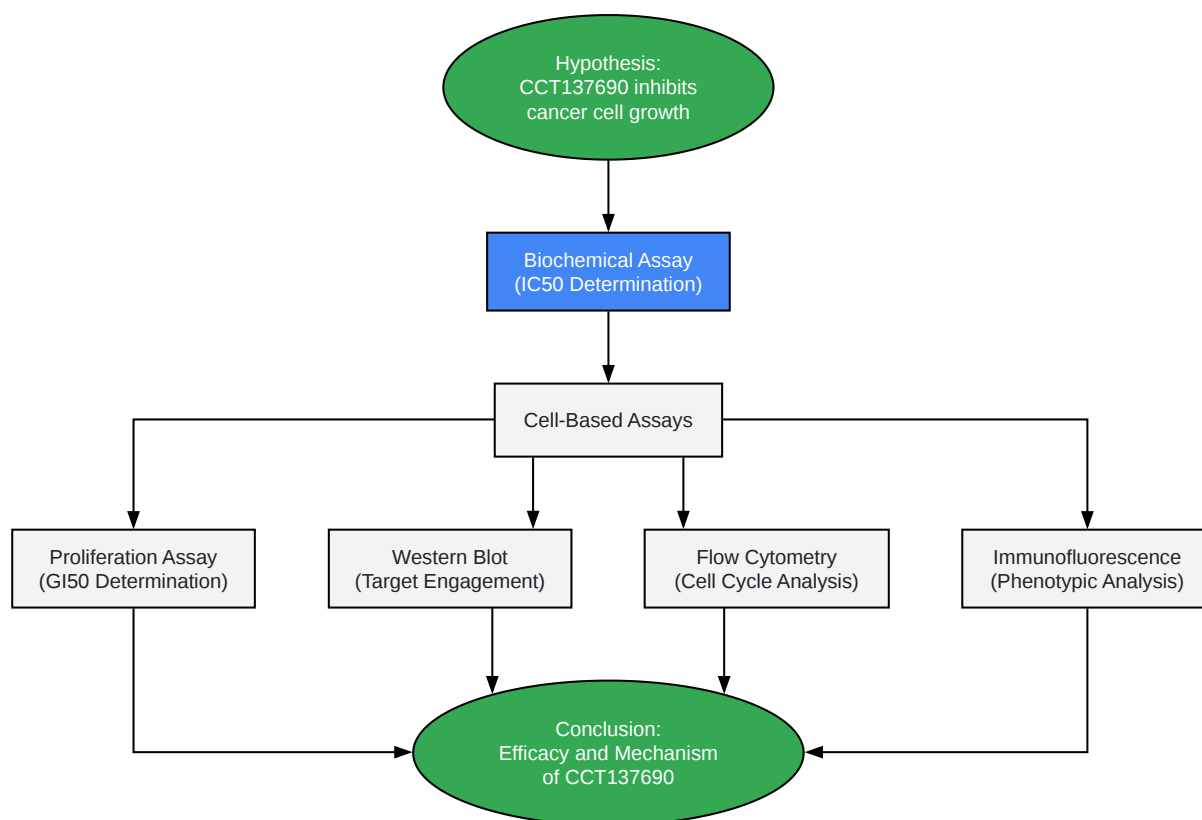 Hypothesis:
CCT137690 inhibits
cancer cell growth
Biochemical Assay
(IC50 Determination)
Cell-Based Assays
Proliferation Assay
(GI50 Determination)
Western Blot
(Target Engagement)
Flow Cytometry
(Cell Cycle Analysis)
Immunofluorescence
(Phenotypic Analysis)
Conclusion:
Efficacy and Mechanism
of CCT137690